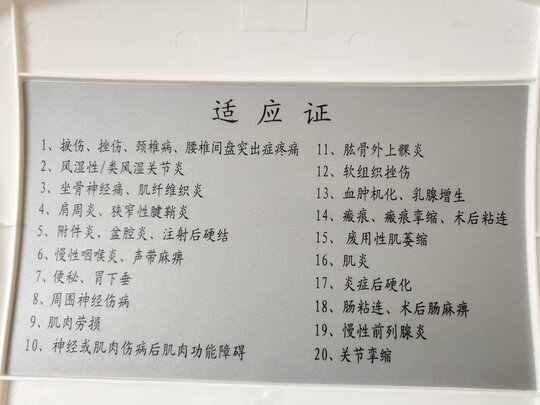 适应证
1、扳伤、挫伤、颈椎病、腰椎间盘突出症疼痛
2、风湿性/类风湿关节炎
3、坐骨神经痛、肌纤维织炎
4、肩周炎、狭窄性腱鞘炎
5、附件炎、盆腔炎、注射后硬结
6、慢性咽喉炎、声带麻痹
7、便秘、胃下垂
8、周围神经伤病
9、肌肉劳损
10、神经或肌肉伤病后肌肉功能障碍
11、肱骨外上髁炎
12、软组织挫伤
13、血肿机化、乳腺增生
14、瘢痕、瘢痕挛缩、术后粘连
15、废用性肌萎缩
16、肌炎
17、炎症后硬化
18、肠粘连、术后肠麻痹
19、慢性前列腺炎
20、关节挛缩